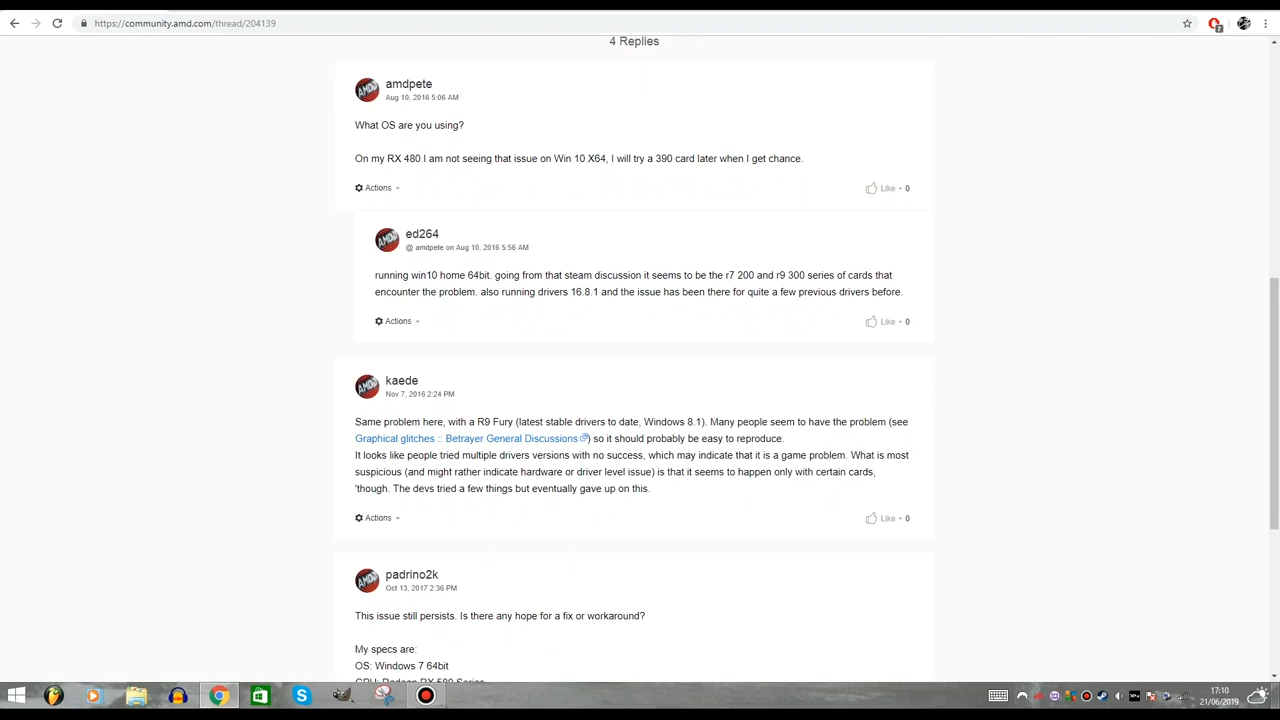 https://community.amd.com/thread/204139
7
4 Replies
amdpete
Aug 10, 2016 5:06 AM
What OS are you using?
On my RX 480 I am not seeing that issue on Win 10 X64, I will try a 390 card later when I get chance.
Actions
Like • 0
ed264
@ amdpete on Aug 10, 2016 5:56 AM
running win10 home 64bit. going from that steam discussion it seems to be the r7 200 and r9 300 series of cards that
encounter the problem. also running drivers 16.8.1 and the issue has been there for quite a few previous drivers before.
Actions
Like • 0
kaede
Nov 7, 2016 2:24 PM
Same problem here, with a R9 Fury (latest stable drivers to date, Windows 8.1). Many people seem to have the problem (see
Graphical glitches :: Betrayer General Discussions) so it should probably be easy to reproduce.
It looks like people tried multiple drivers versions with no success, which may indicate that it is a game problem. What is most
suspicious (and might rather indicate hardware or driver level issue) is that it seems to happen only with certain cards,
'though. The devs tried a few things but eventually gave up on this.
Actions
Like • 0
padrino2k
Oct 13, 2017 2:36 PM
This issue still persists. Is there any hope for a fix or workaround?
My specs are:
OS: Windows 7 64bit
GPU: Radeon RX 580 Series
17:10
21/06/2019